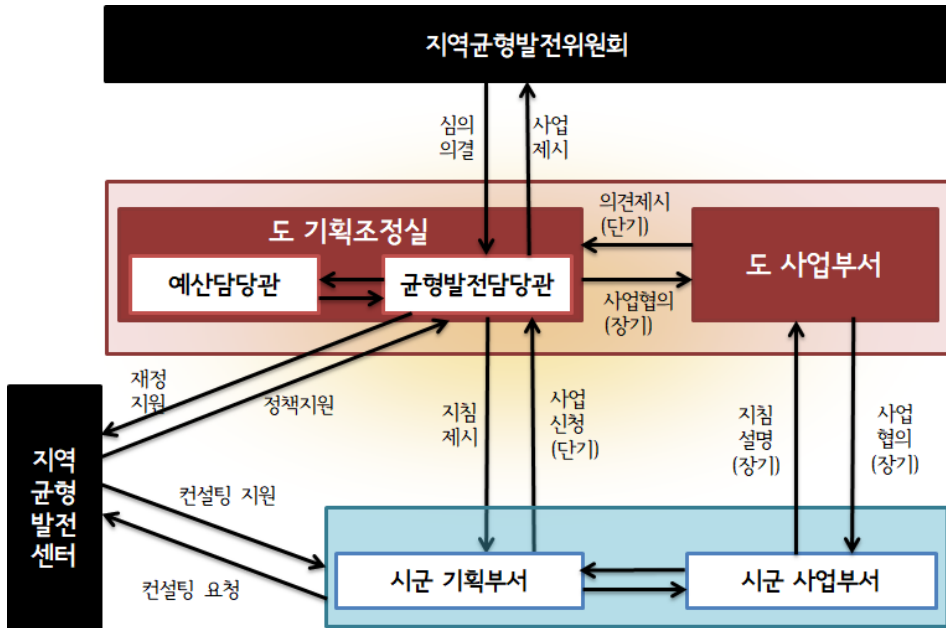 지역균형발전위원회
심의
의결
사업
제시
도 기획조정실
예산담당관
균형발전담당관
의견제시
(단기)
사업협의
(장기)
도 사업부서
재정
지원
정책지원
지침
제시
사업
신청
(단기)
지침
설명
(장기)
사업
협의
(장기)
지역
균형
발전
센터
컨설팅 지원
컨설팅 요청
시군 기획부서
시군 사업부서